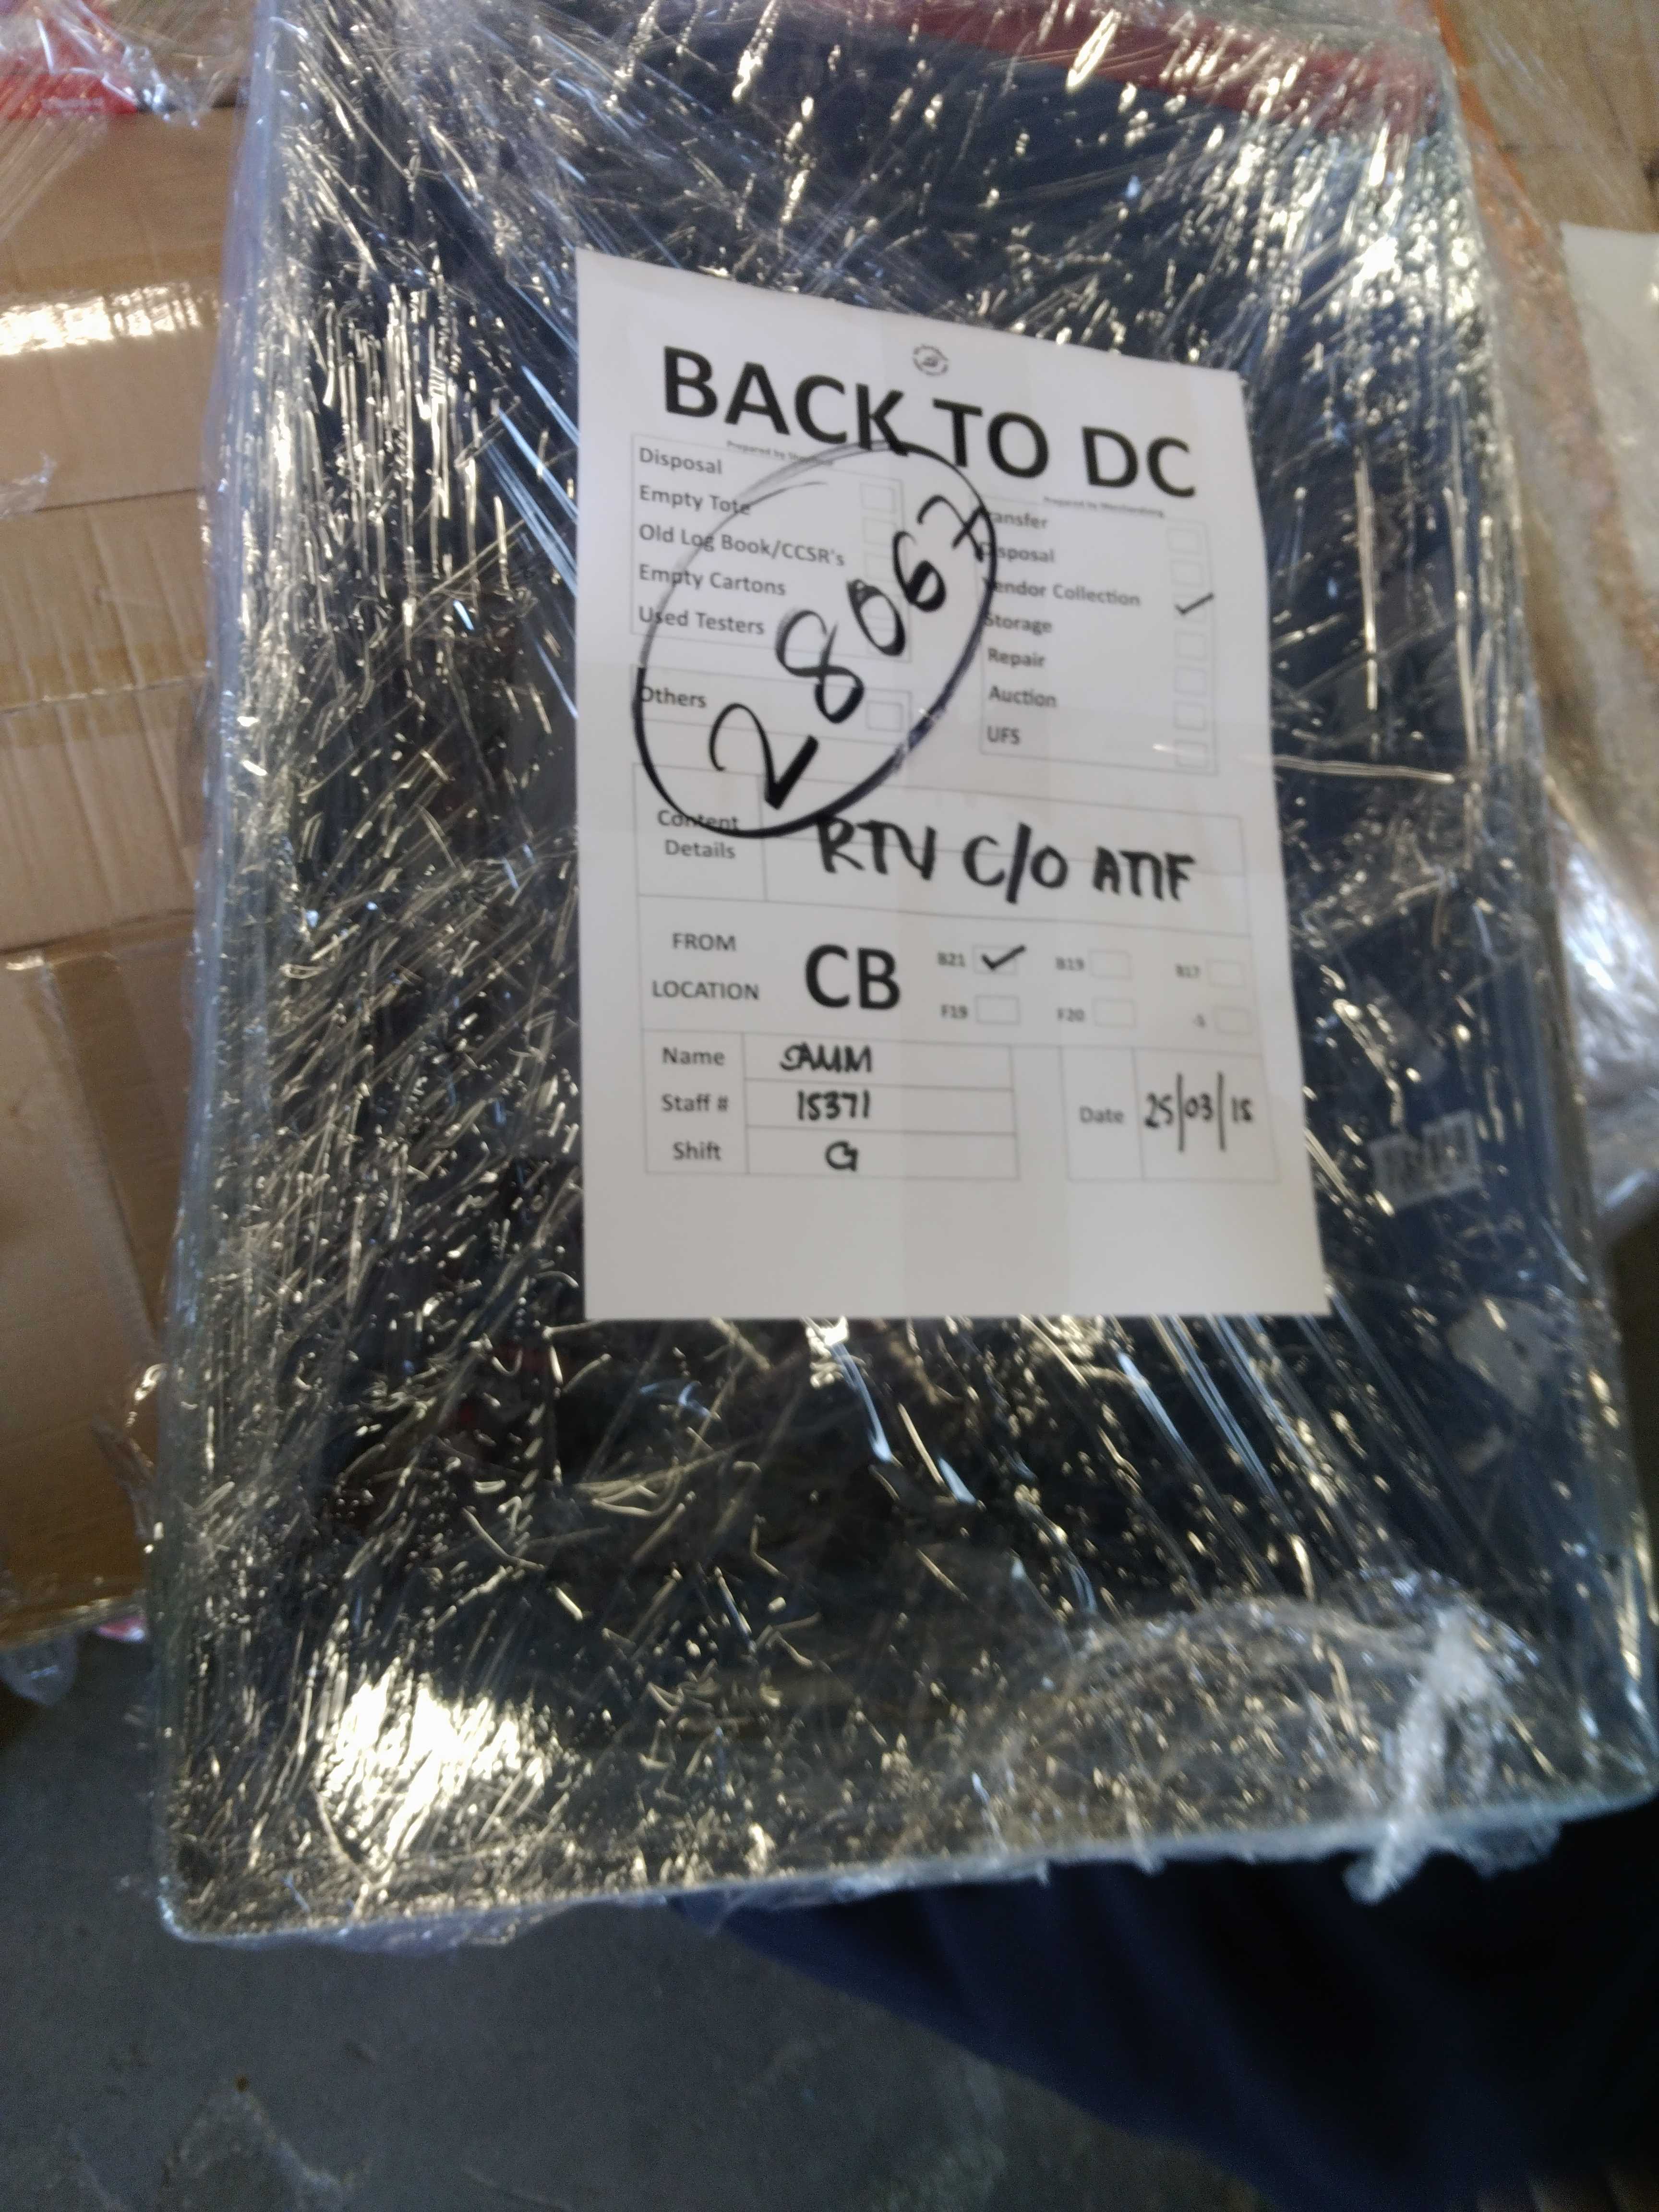 BACK TO DC
Prepared by
Disposal
Empty Tote
Old Log Book/CCSR's
Empty Cartons
Used Testers
Others
28067
Prepared by Merchandising
Transfer
Disposal
Vendor Collection
Storage
Repair
Auction
UFS
Content
Details
RTV C/O ATIF
FROM
LOCATION
CB
B21
B19
B17
F19
F20
-1
Name
Staff # 15371
Shift G
Date 25/03/18